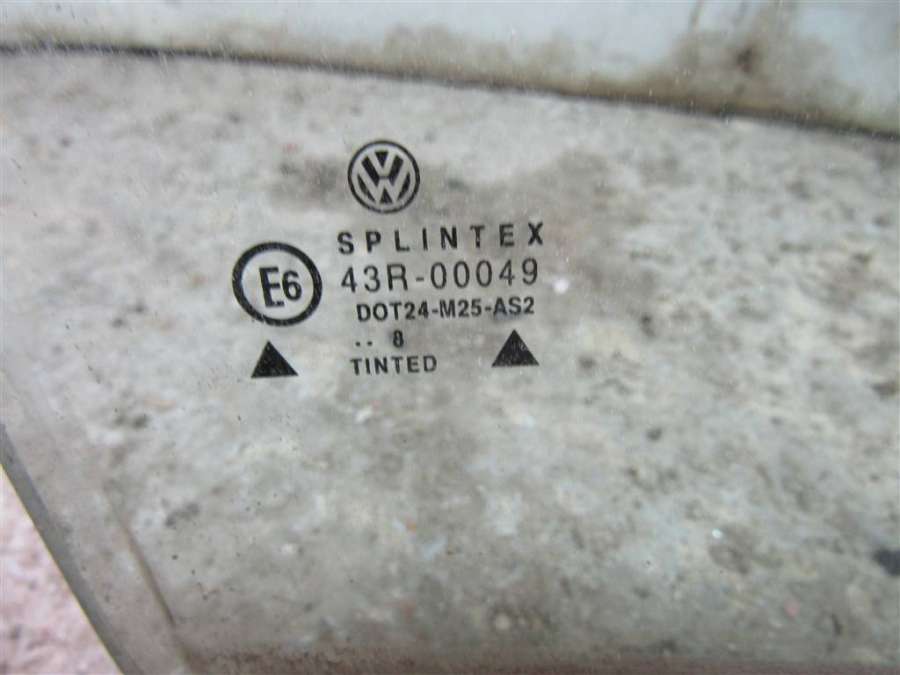 SPLINTEX
E6
43R-00049
DOT24-M25-AS2
.. 8
TINTED